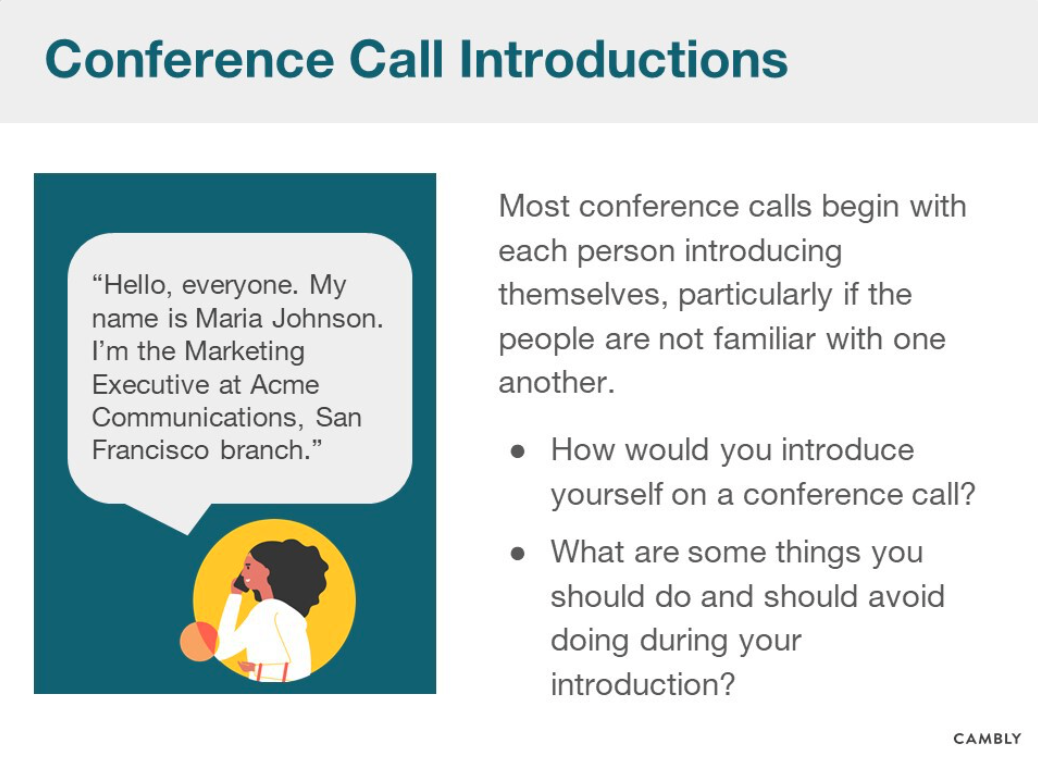 Conference Call Introductions
“Hello, everyone. My
name is Maria Johnson.
I’m the Marketing
Executive at Acme
Communications, San
Francisco branch.”
Most conference calls begin with
each person introducing
themselves, particularly if the
people are not familiar with one
another.
● How would you introduce
yourself on a conference call?
● What are some things you
should do and should avoid
doing during your
introduction?
CAMBLY